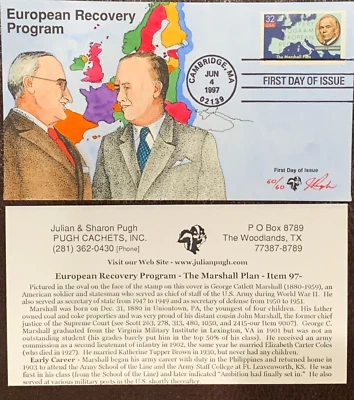 European Recovery
Program
CAMBRIDGE, MA
JUN
4
1997
02139
32
USA
The Marshall Plan
FIRST DAY OF ISSUE
First Day of Issue
60/60
Julian & Sharon Pugh
PUGH CACHETS, INC.
(281) 362-0430 [Phone]
P O Box 8789
The Woodlands, TX
77387-8789
Visit our Web Site - www.julianpugh.com
European Recovery Program - The Marshall Plan - Item 97-
Pictured in the oval on the face of the stamp on this cover is George Catlett Marshall (1880-1959), an
American soldier and statesman who served as chief of staff of the U.S. Army during World War II. He
also served as secretary of state from 1947 to 1949 and as secretary of defense from 1950 to 1951.
Marshall was born on Dec. 31, 1880 in Uniontown, PA, the youngest of four children. His father
owned coal and coke properties and was very proud of his distant cousin John Marshall, the former chief
justice of the Supreme Court (see Scott 263, 278, 313, 480, 1050, and 2415-our Item 9007). George C.
Marshall graduated from the Virginia Military Institute in Lexington, VA in 1901. He was not an
outstanding student (his grades barely put him in the top 50% of his class). He received an army
commission as a second lieutenant of infantry in 1902, the same year he married Elizabeth Carter Coles
(who died in 1927). He married Katherine Tupper Brown in 1930, but never had any children.
Early Career - Marshall began his army career with duty in the Philippines and returned home in
1903 to attend the Army School of the Line and the Army Staff College at Ft. Leavenworth, KS. He was
first in his class (from the School of the Line) and later said "Ambition had finally set in." He also
served at various military posts in the U.S. shortly thereafter.